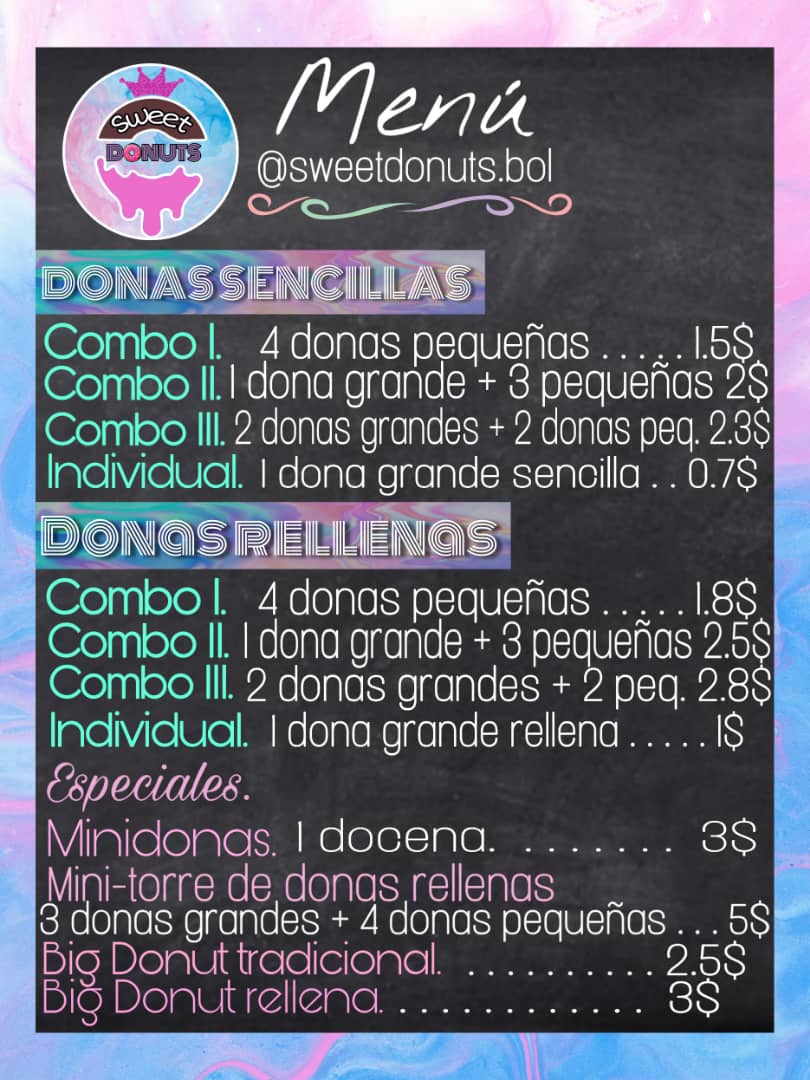 Sweet
DONUTS
Menú
@sweetdonuts.bol
DONAS SENCILLAS
Combo I. 4 donas pequeñas . . . . . 1.5$
Combo II. 1 dona grande + 3 pequeñas 2$
Combo III. 2 donas grandes + 2 donas peq. 2.3$
Individual. 1 dona grande sencilla . . 0.7$
Donas rellenas
Combo I. 4 donas pequeñas . . . . . 1.8$
Combo II. 1 dona grande + 3 pequeñas 2.5$
Combo III. 2 donas grandes + 2 peq. 2.8$
Individual. 1 dona grande rellena . . . . . 1$
Especiales.
Minidonas. 1 docena. . . . . . . . 3$
Mini-torre de donas rellenas
3 donas grandes + 4 donas pequeñas . . . 5$
Big Donut tradicional. . . . . . . . . . . 2.5$
Big Donut rellena. . . . . . . . . . . . . . 3$